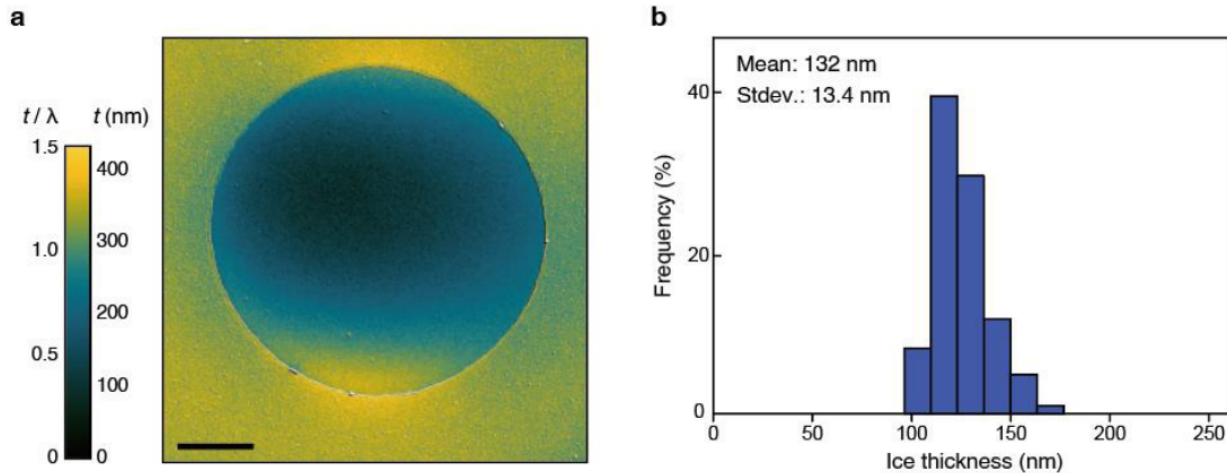 a
t / λ
t (nm)
1.5
1.0
0.5
0
400
300
200
100
0
b
Mean: 132 nm
Stdev.: 13.4 nm
Frequency (%)
40
20
0
0
50
100
150
200
250
Ice thickness (nm)